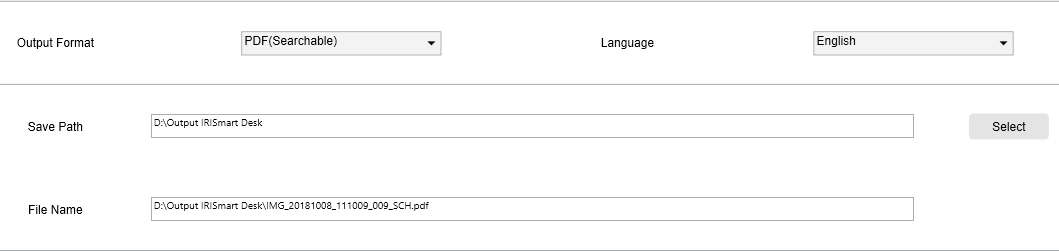 Output Format PDF(Searchable) Language English
Save Path D:\Output IRISmart Desk Select
File Name D:\Output IRISmart Desk\IMG_20181008_111009_009_SCH.pdf